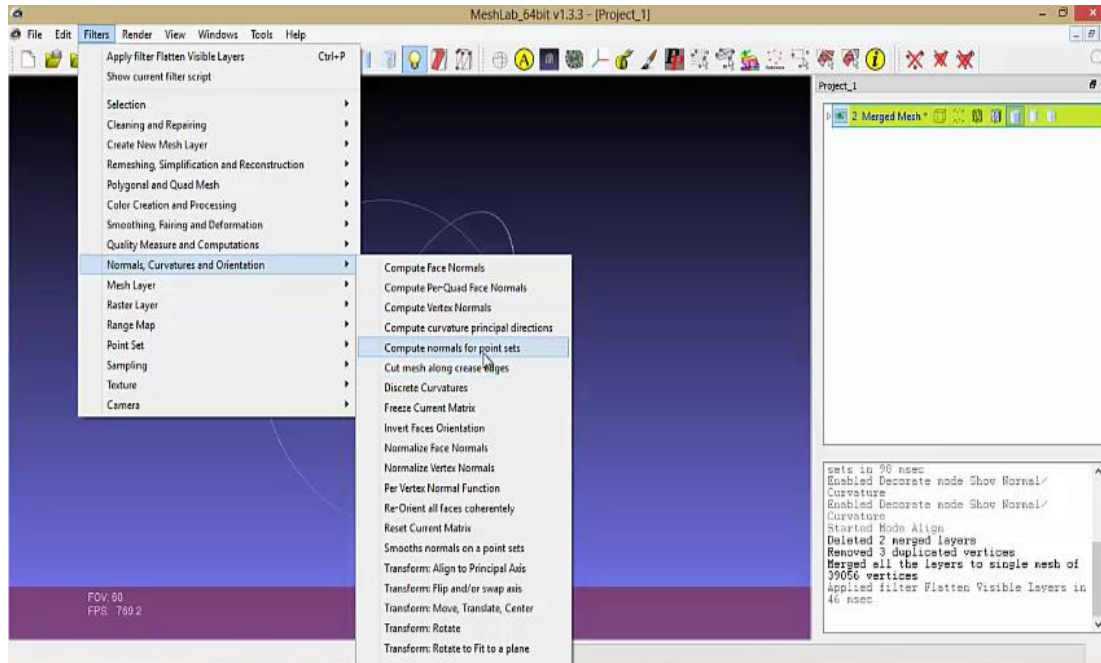 MeshLab_64bit v1.3.3 - [Project_1]
File Edit Filters Render View Windows Tools Help
Apply filter Flatten Visible Layers Ctrl+P
Show current filter script
Selection
Cleaning and Repairing
Create New Mesh Layer
Remeshing, Simplification and Reconstruction
Polygonal and Quad Mesh
Color Creation and Processing
Smoothing, Fairing and Deformation
Quality Measure and Computations
Normals, Curvatures and Orientation
Mesh Layer
Raster Layer
Range Map
Point Set
Sampling
Texture
Camera
Compute Face Normals
Compute Per-Quad Face Normals
Compute Vertex Normals
Compute curvature principal directions
Compute normals for point sets
Cut mesh along crease edges
Discrete Curvatures
Freeze Current Matrix
Invert Faces Orientation
Normalize Face Normals
Normalize Vertex Normals
Per Vertex Normal Function
Re-Orient all faces coherentely
Reset Current Matrix
Smooths normals on a point sets
Transform: Align to Principal Axis
Transform: Flip and/or swap axis
Transform: Move, Translate, Center
Transform: Rotate
Transform: Rotate to Fit to a plane
FOV: 60
FPS: 769.2
Project_1
2 Merged Mesh *
sets in 98 msec
Enabled Decorate mode Show Normal/
Curvature
Enabled Decorate mode Show Normal/
Curvature
Started Mode Align
Deleted 2 merged layers
Removed 3 duplicated vertices
Merged all the layers to single mesh of
39056 vertices
Applied filter Flatten Visible Layers in
46 msec